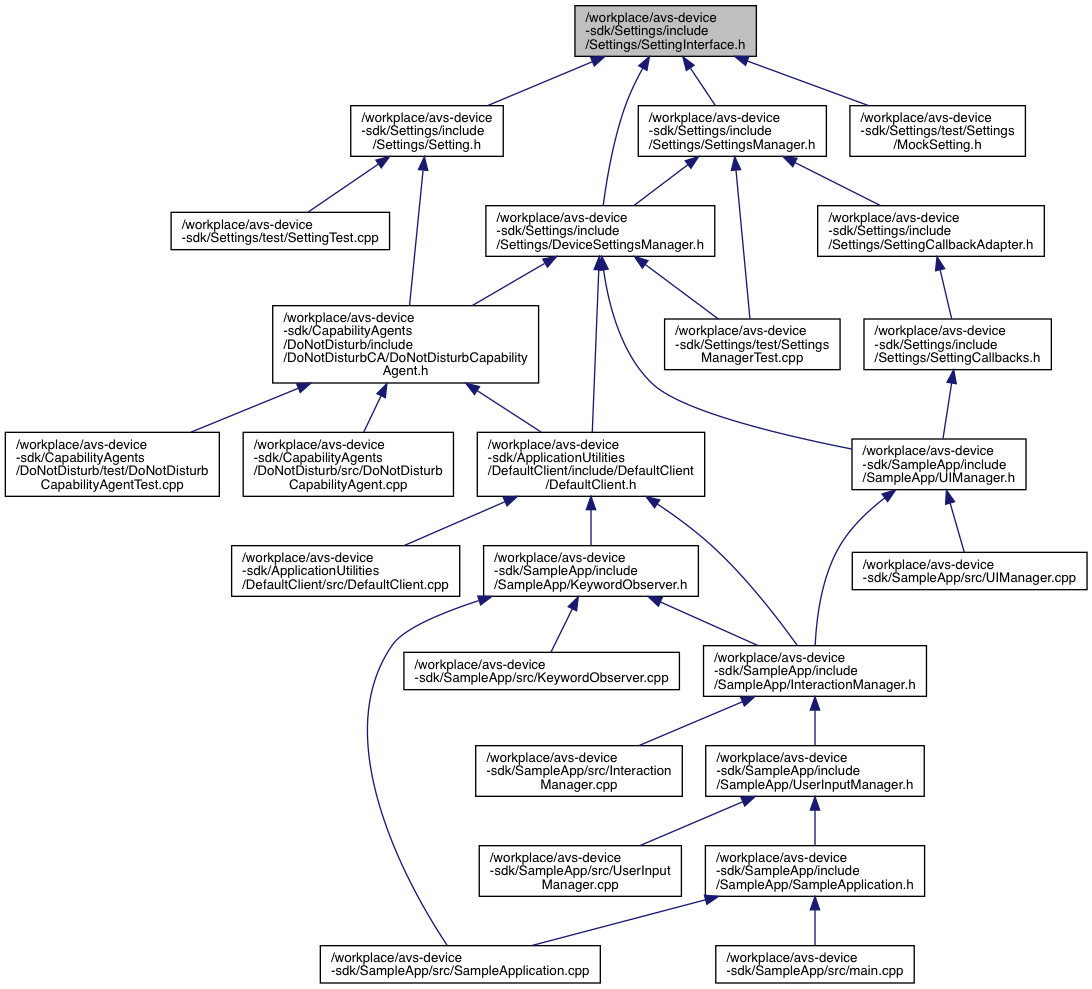 /workplace/avs-device
-sdk/Settings/include
/Settings/SettingInterface.h
/workplace/avs-device
-sdk/Settings/include
/Settings/Setting.h
/workplace/avs-device
-sdk/Settings/include
/Settings/SettingsManager.h
/workplace/avs-device
-sdk/Settings/test/Settings
/MockSetting.h
/workplace/avs-device
-sdk/Settings/test/SettingTest.cpp
/workplace/avs-device
-sdk/Settings/include
/Settings/DeviceSettingsManager.h
/workplace/avs-device
-sdk/Settings/include
/Settings/SettingCallbackAdapter.h
/workplace/avs-device
-sdk/CapabilityAgents
/DoNotDisturb/include
/DoNotDisturbCA/DoNotDisturbCapability
Agent.h
/workplace/avs-device
-sdk/Settings/test/Settings
ManagerTest.cpp
/workplace/avs-device
-sdk/Settings/include
/Settings/SettingCallbacks.h
/workplace/avs-device
-sdk/CapabilityAgents
/DoNotDisturb/test/DoNotDisturb
CapabilityAgentTest.cpp
/workplace/avs-device
-sdk/CapabilityAgents
/DoNotDisturb/src/DoNotDisturb
CapabilityAgent.cpp
/workplace/avs-device
-sdk/ApplicationUtilities
/DefaultClient/include/DefaultClient
/DefaultClient.h
/workplace/avs-device
-sdk/SampleApp/include
/SampleApp/UIManager.h
/workplace/avs-device
-sdk/ApplicationUtilities
/DefaultClient/src/DefaultClient.cpp
/workplace/avs-device
-sdk/SampleApp/include
/SampleApp/KeywordObserver.h
/workplace/avs-device
-sdk/SampleApp/src/UIManager.cpp
/workplace/avs-device
-sdk/SampleApp/src/KeywordObserver.cpp
/workplace/avs-device
-sdk/SampleApp/include
/SampleApp/InteractionManager.h
/workplace/avs-device
-sdk/SampleApp/src/Interaction
Manager.cpp
/workplace/avs-device
-sdk/SampleApp/include
/SampleApp/UserInputManager.h
/workplace/avs-device
-sdk/SampleApp/src/UserInput
Manager.cpp
/workplace/avs-device
-sdk/SampleApp/include
/SampleApp/SampleApplication.h
/workplace/avs-device
-sdk/SampleApp/src/SampleApplication.cpp
/workplace/avs-device
-sdk/SampleApp/src/main.cpp